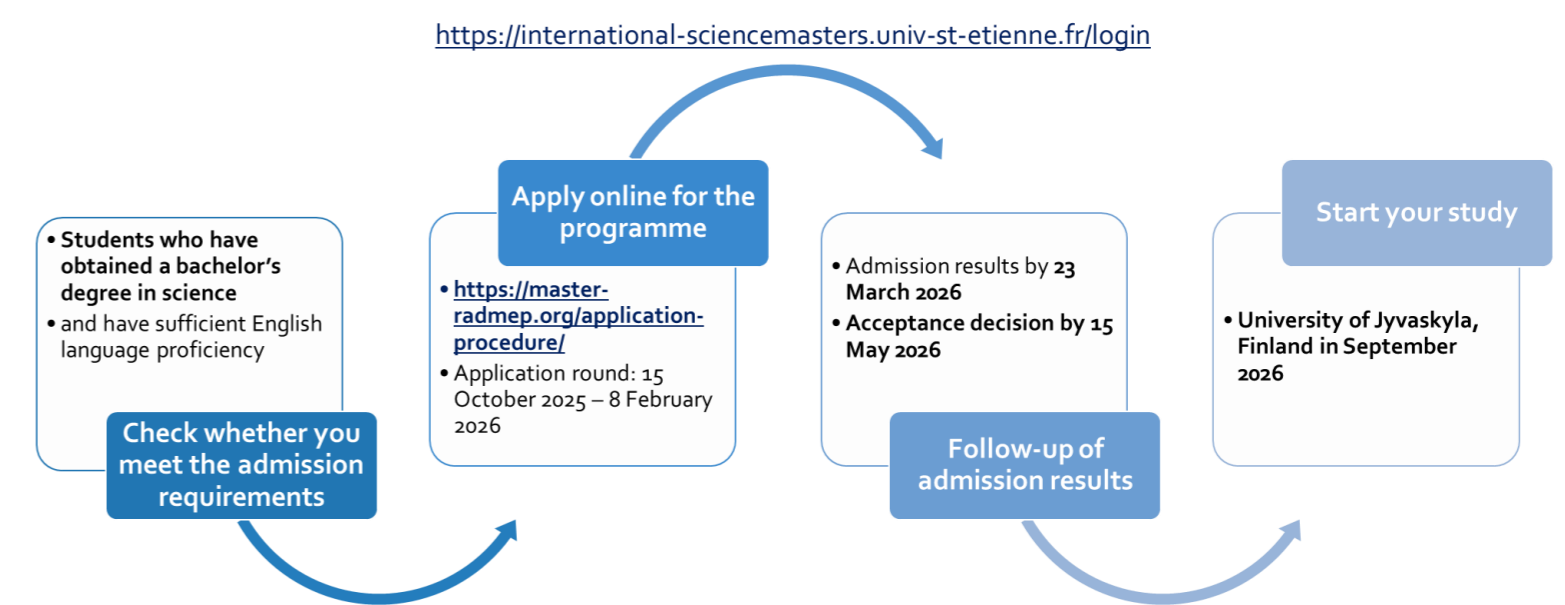 https://international-sciencemasters.univ-st-etienne.fr/login
• Students who have
obtained a bachelor's
degree in science
• and have sufficient English
language proficiency
Check whether you
meet the admission
requirements
Apply online for the
programme
• https://master-
radmep.org/application-
procedure/
• Application round: 15
October 2025 – 8 February
2026
• Admission results by 23
March 2026
• Acceptance decision by 15
May 2026
Follow-up of
admission results
Start your study
• University of Jyvaskyla,
Finland in September
2026